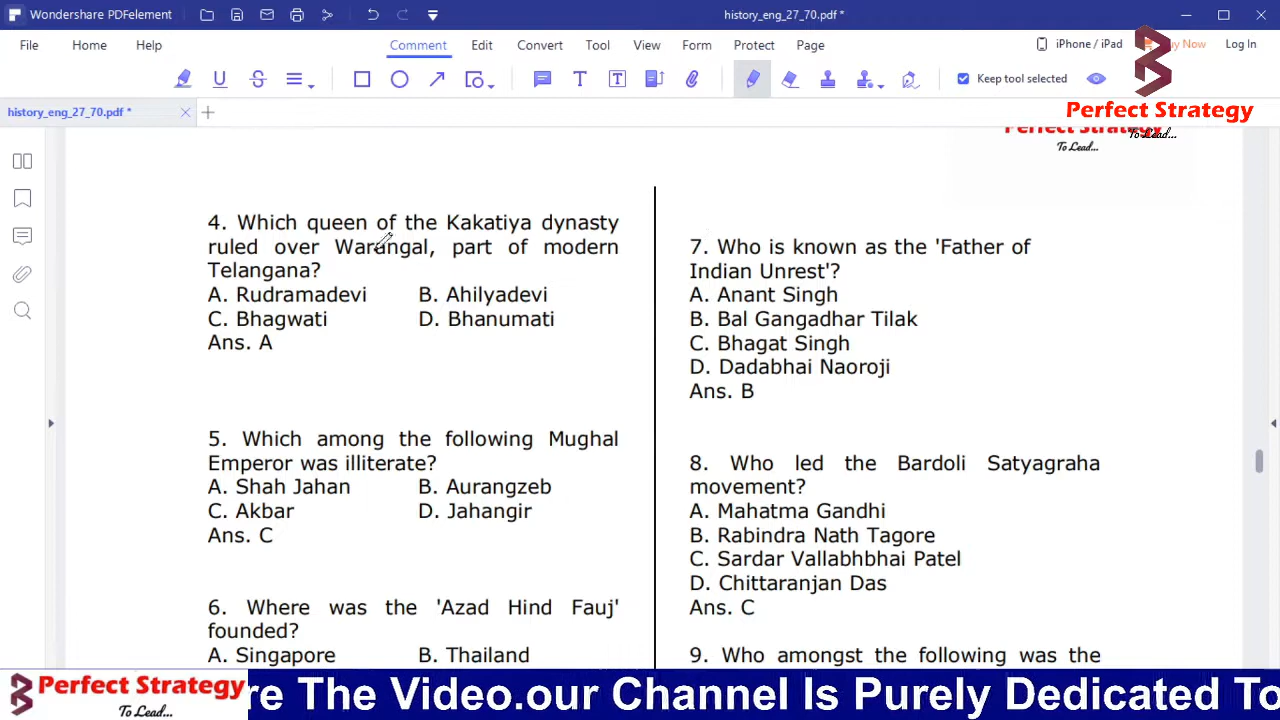 Wondershare PDFelement
history_eng_27_70.pdf *
File Home Help Comment Edit Convert Tool Form View Protect Page
iPhone / iPad
Buy Now
Log In
Keep tool selected
history_eng_27_70.pdf *
Perfect Strategy
To Lead...
Perfect Strategy
To Lead...
4. Which queen of the Kakatiya dynasty
ruled over Warangal, part of modern
Telangana?
A. Rudramadevi B. Ahilyadevi
C. Bhagwati D. Bhanumati
Ans. A
5. Which among the following Mughal
Emperor was illiterate?
A. Shah Jahan B. Aurangzeb
C. Akbar D. Jahangir
Ans. C
6. Where was the 'Azad Hind Fauj'
founded?
A. Singapore B. Thailand
7. Who is known as the 'Father of
Indian Unrest'?
A. Anant Singh
B. Bal Gangadhar Tilak
C. Bhagat Singh
D. Dadabhai Naoroji
Ans. B
8. Who led the Bardoli Satyagraha
movement?
A. Mahatma Gandhi
B. Rabindra Nath Tagore
C. Sardar Vallabhbhai Patel
D. Chittaranjan Das
Ans. C
9. Who amongst the following was the
Perfect Strategy
To Lead...
re The Video.our Channel Is Purely Dedicated To